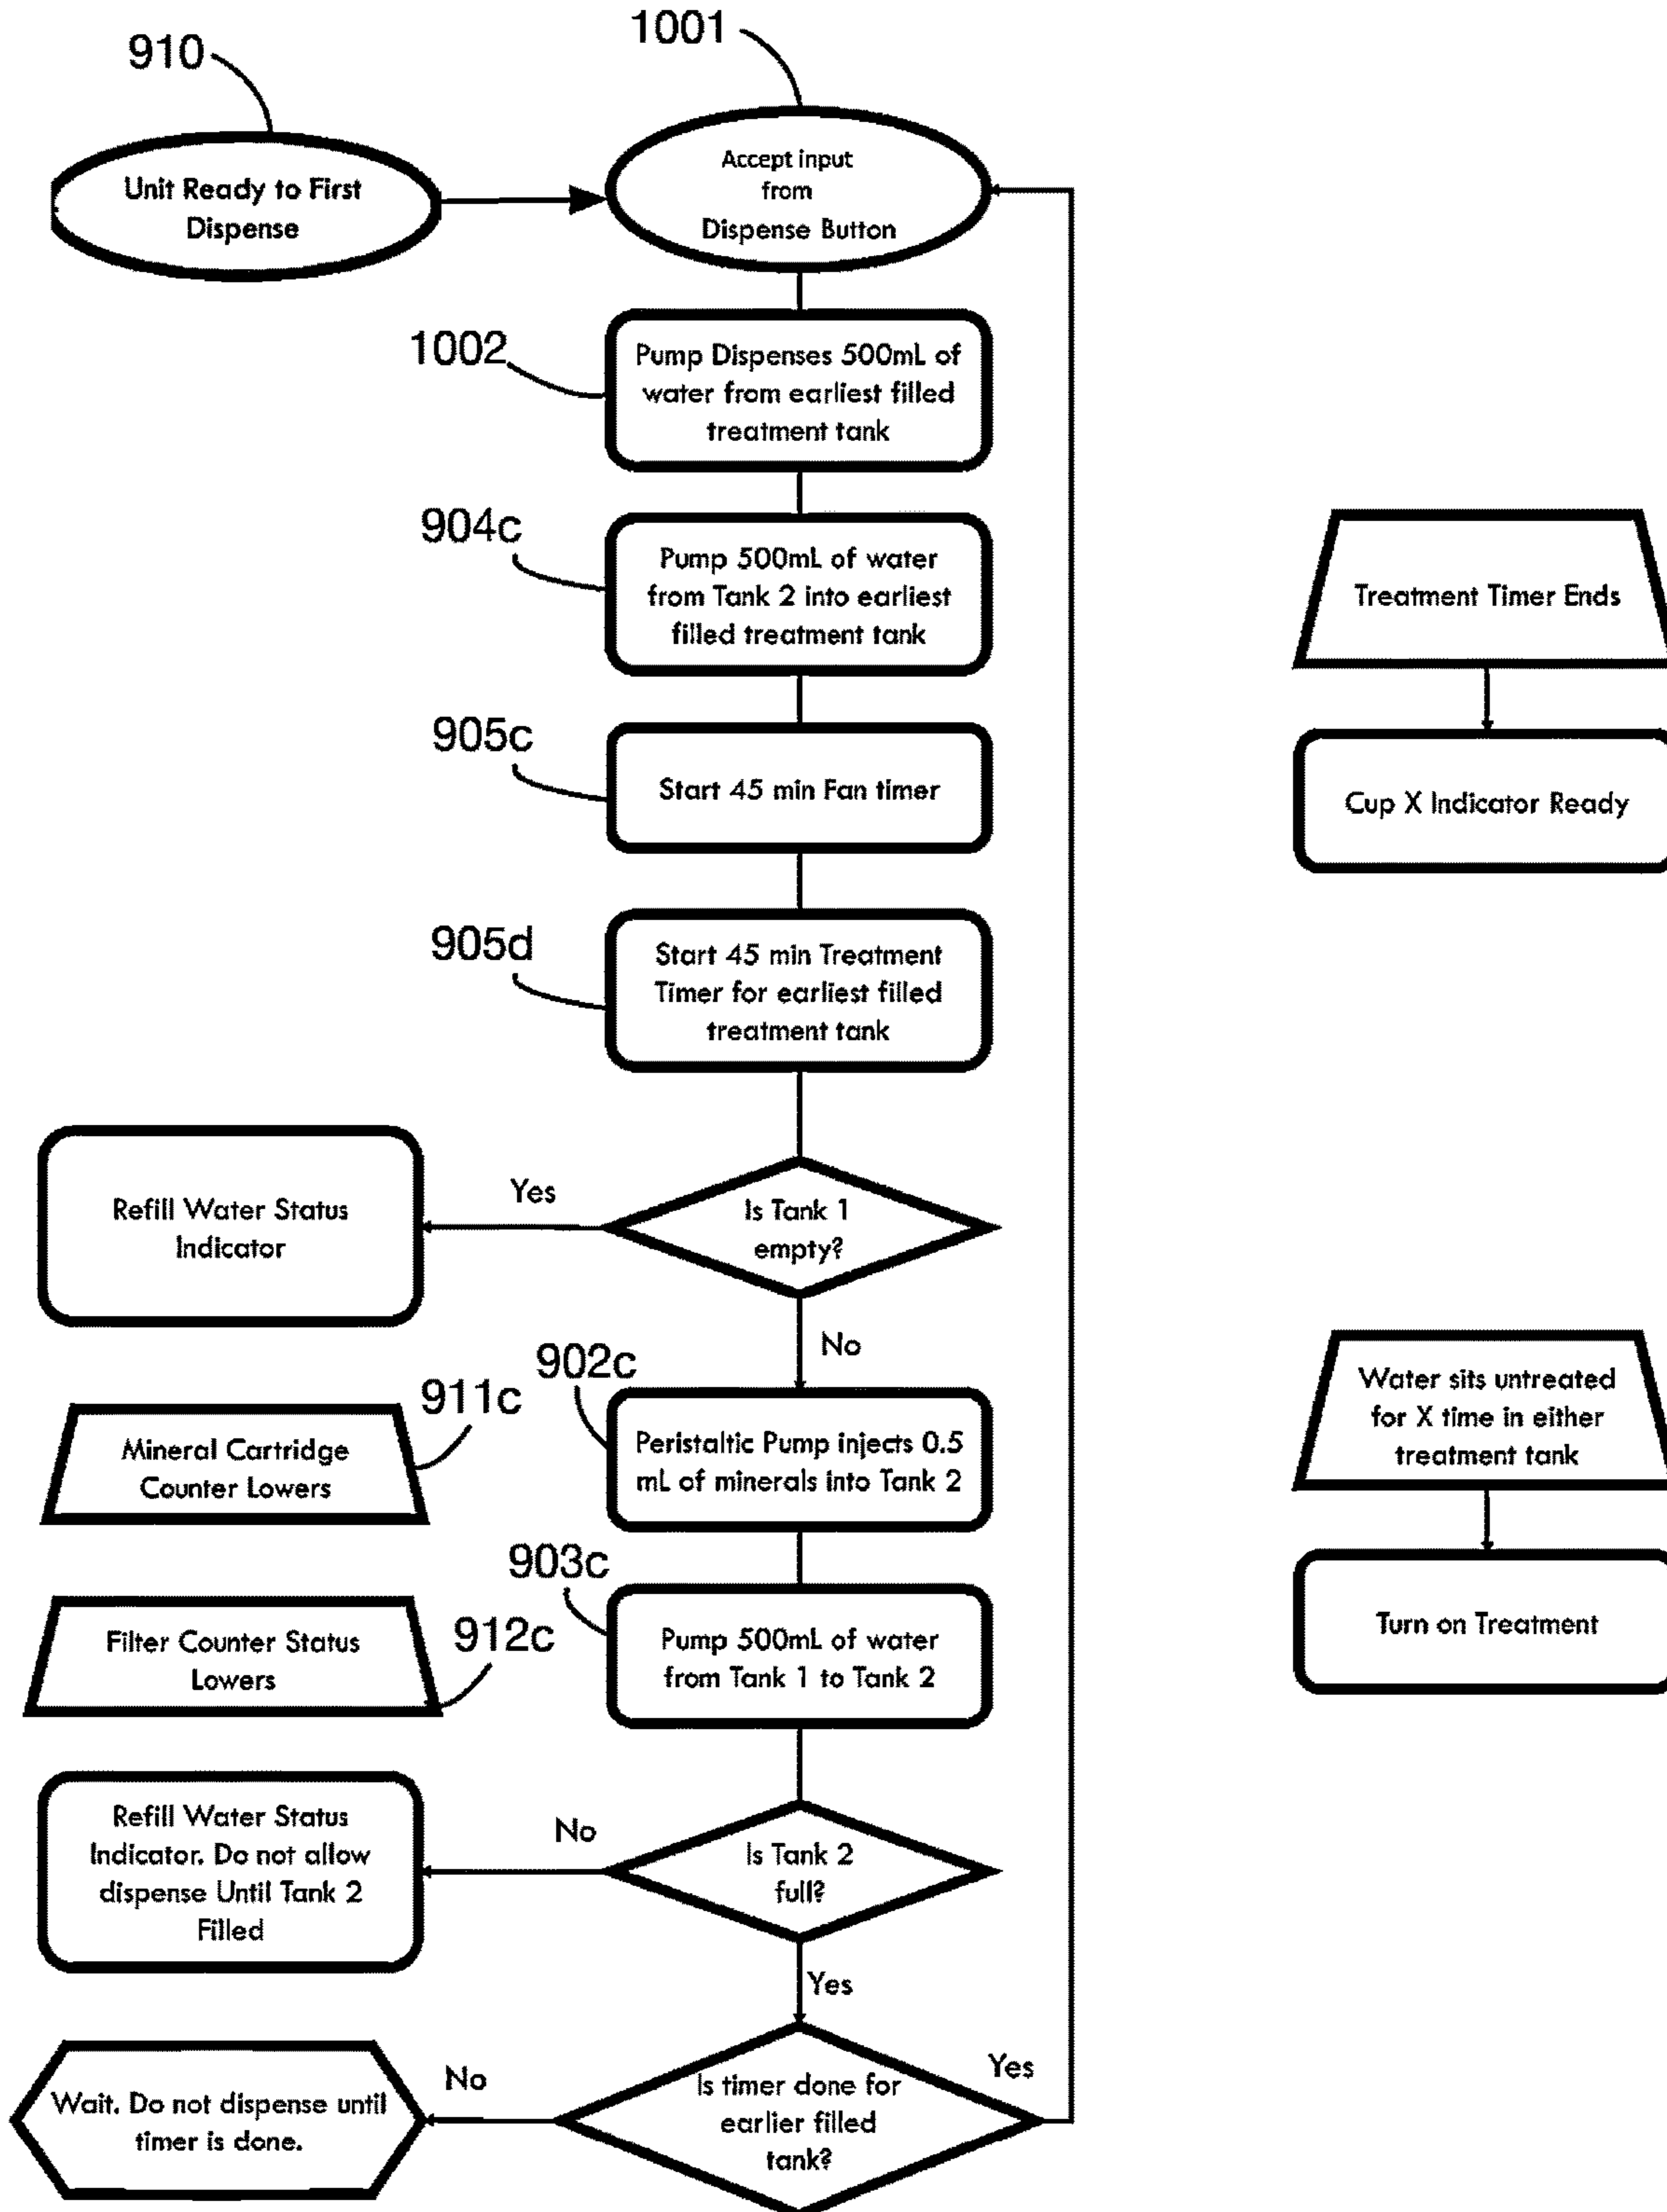 910
1001
Unit Ready to First
Dispense
Accept input
from
Dispense Button
1002
Pump Dispenses 500mL of
water from earliest filled
treatment tank
904c
Pump 500mL of water
from Tank 2 into earliest
filled treatment tank
Treatment Timer Ends
905c
Start 45 min Fan timer
Cup X Indicator Ready
905d
Start 45 min Treatment
Timer for earliest filled
treatment tank
Refill Water Status
Indicator
Yes
Is Tank 1
empty?
No
911c
Mineral Cartridge
Counter Lowers
902c
Peristaltic Pump injects 0.5
mL of minerals into Tank 2
Water sits untreated
for X time in either
treatment tank
912c
Filter Counter Status
Lowers
903c
Pump 500mL of water
from Tank 1 to Tank 2
Turn on Treatment
Refill Water Status
Indicator. Do not allow
dispense Until Tank 2
Filled
No
Is Tank 2
full?
Yes
Wait. Do not dispense until
timer is done.
No
Is timer done for
earlier filled
tank?
Yes